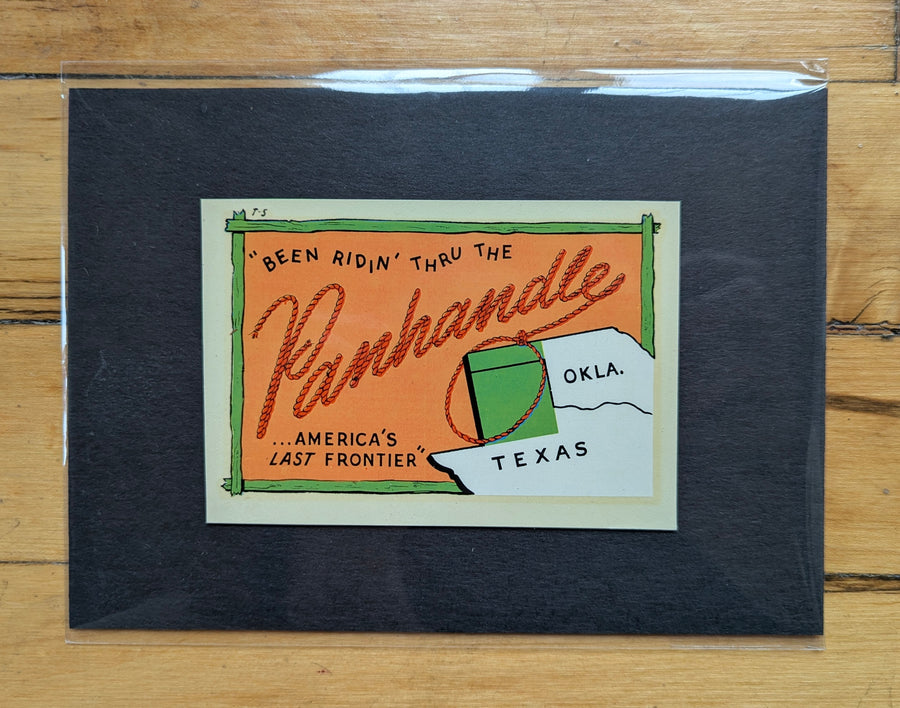 T-S
"BEEN RIDIN' THRU THE
Panhandle
OKLA.
...AMERICA'S
LAST FRONTIER"
TEXAS